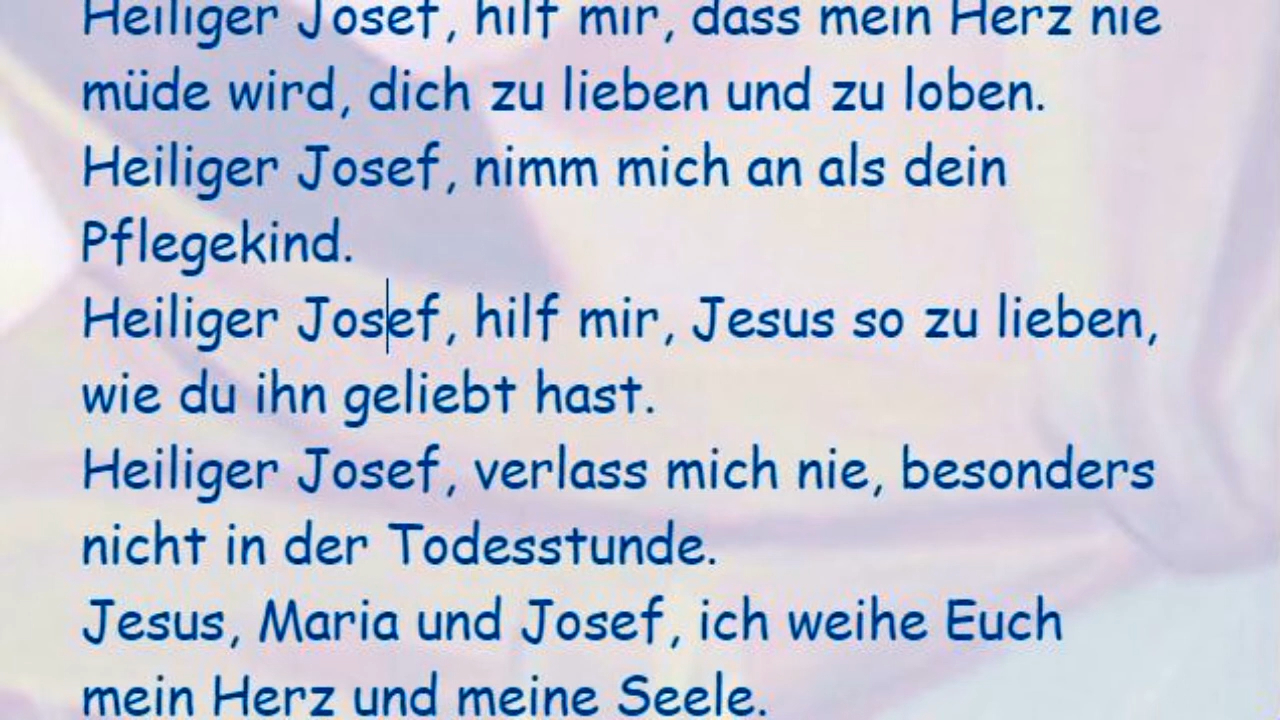 Heiliger Josef, hilf mir, dass mein Herz nie
müde wird, dich zu lieben und zu loben.
Heiliger Josef, nimm mich an als dein
Pflegekind.
Heiliger Josef, hilf mir, Jesus so zu lieben,
wie du ihn geliebt hast.
Heiliger Josef, verlass mich nie, besonders
nicht in der Todesstunde.
Jesus, Maria und Josef, ich weihe Euch
mein Herz und meine Seele.